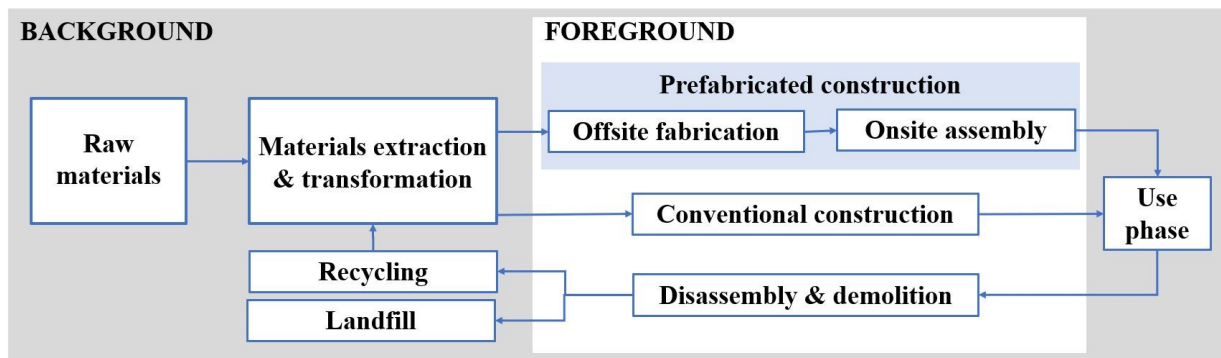 BACKGROUND
FOREGROUND
Prefabricated construction
Raw
materials
Materials extraction
& transformation
Offsite fabrication
Onsite assembly
Conventional construction
Use
phase
Recycling
Landfill
Disassembly & demolition